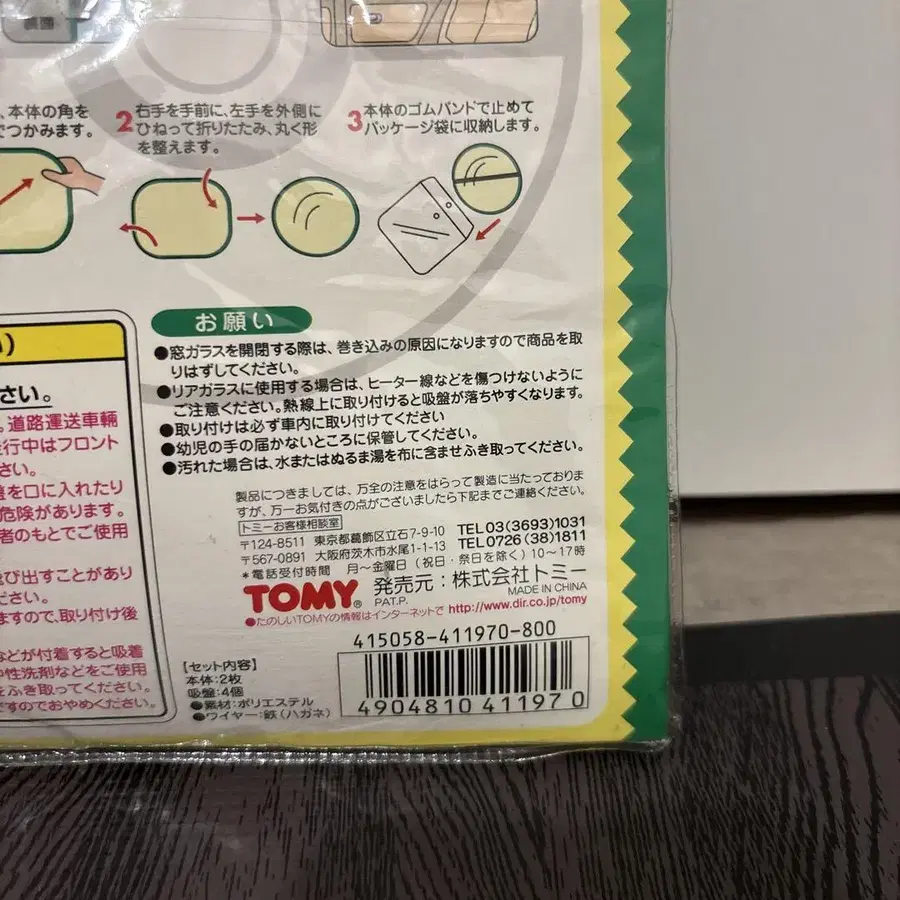 、本体の角を
でつかみます。
2 右手を手前に、左手を外側に
ひねって折りたたみ、丸く形
を整えます。
3 本体のゴムバンドで止めて
パッケージ袋に収納します。
い)
さい。
。道路運送車輌
走行中はフロント
さい。
盤を口に入れたり
危険があります。
者のもとでご使用
飛び出すことがあり
ださい。
ますので、取り付け後
などが付着すると吸着
中性洗剤などをご使用
をふき取ってください。
ですのでおやめください。
お願い
●窓ガラスを開閉する際は、巻き込みの原因になりますので商品を取
りはずしてください。
●リアガラスに使用する場合は、ヒーター線などを傷つけないように
ご注意ください。熱線上に取り付けると吸盤が落ちやすくなります。
●取り付けは必ず車内に取り付けてください
●幼児の手の届かないところに保管してください。
●汚れた場合は、水またはぬるま湯を布に含ませふき取ってください。
製品につきましては、万全の注意をはらって製造に当たっておりま
すが、万一お気付きの点がございましたら下記までご連絡ください。
トミーお客様相談室
〒124-8511 東京都葛飾区立石7-9-10 TEL03(3693)1031
〒567-0891 大阪府茨木市水尾1-1-13 TEL0726(38)1811
*電話受付時間 月〜金曜日(祝日・祭日を除く)10〜17時
TOMY® 発売元:株式会社トミー
PAT.P. MADE IN CHINA
●たのしいTOMYの情報はインターネットで http://www.dir.co.jp/tomy
415058-411970-800
【セット内容】
本体:2枚
吸盤:4個
●素材:ポリエステル
●ワイヤー:鉄(ハガネ)
4904810 411970